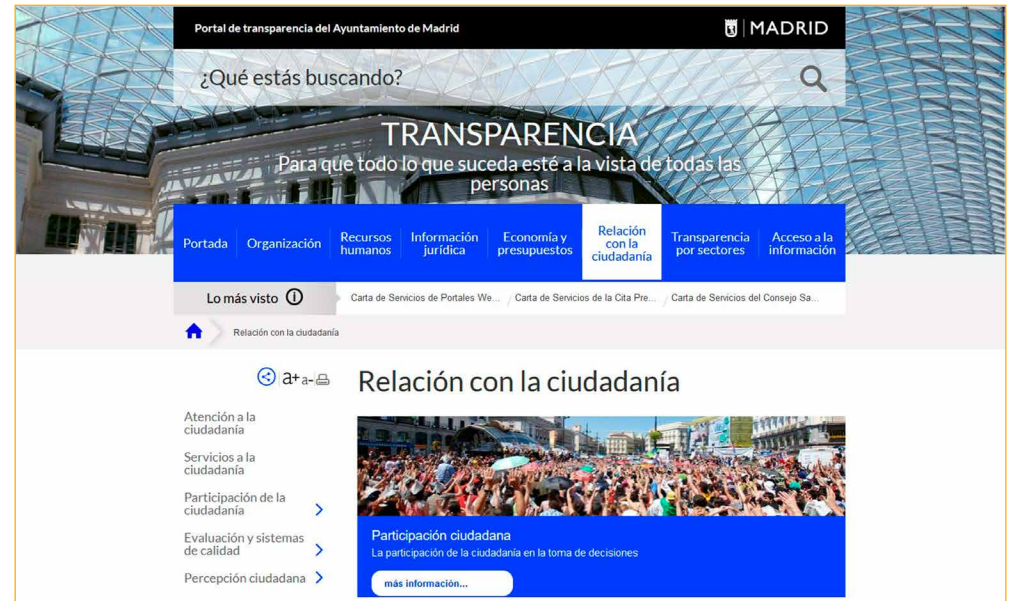 Portal de transparencia del Ayuntamiento de Madrid
MADRID
¿Qué estás buscando?
TRANSPARENCIA
Para que todo lo que suceda esté a la vista de todas las
personas
Portada
Organización
Recursos
humanos
Información
jurídica
Economía y
presupuestos
Relación
con la
ciudadanía
Transparencia
por sectores
Acceso a la
información
Lo más visto
Carta de Servicios de Portales We...
Carta de Servicios de la Cita Pre...
Carta de Servicios del Consejo Sa...
Relación con la ciudadanía
a+ a-
Relación con la ciudadanía
Atención a la
ciudadanía
Servicios a la
ciudadanía
Participación de la
ciudadanía
Evaluación y sistemas
de calidad
Percepción ciudadana
Participación ciudadana
La participación de la ciudadanía en la toma de decisiones
más información...